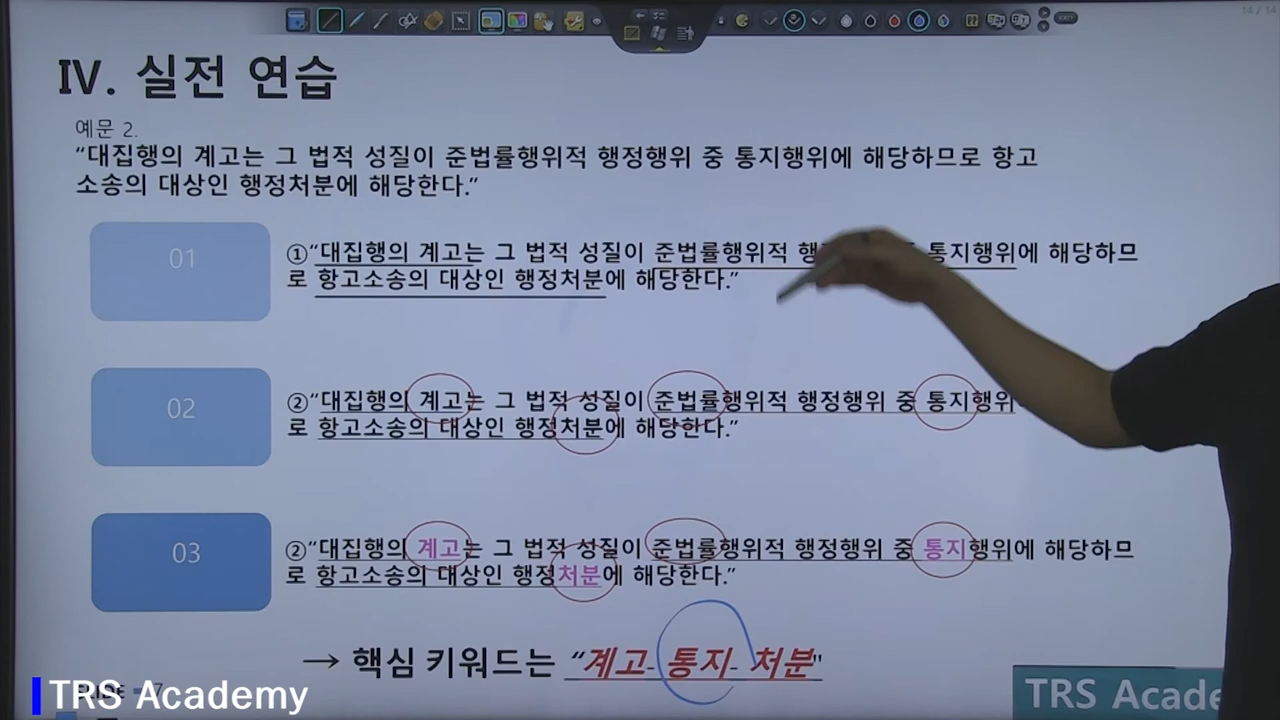 14 / 14
EXIT
IV. 실전 연습
예문 2.
“대집행의 계고는 그 법적 성질이 준법률행위적 행정행위 중 통지행위에 해당하므로 항고
소송의 대상인 행정처분에 해당한다.”
01
①“대집행의 계고는 그 법적 성질이 준법률행위적 행 통지행위에 해당하므
로 항고소송의 대상인 행정처분에 해당한다.”
02
②“대집행의 계고는 그 법적 성질이 준법률행위적 행정행위 중 통지행위
로 항고소송의 대상인 행정처분에 해당한다.”
03
②“대집행의 계고는 그 법적 성질이 준법률행위적 행정행위 중 통지행위에 해당하므
로 항고소송의 대상인 행정처분에 해당한다.”
→ 핵심 키워드는 “계고- 통지- 처분"
TRS Academy
TRS Acade